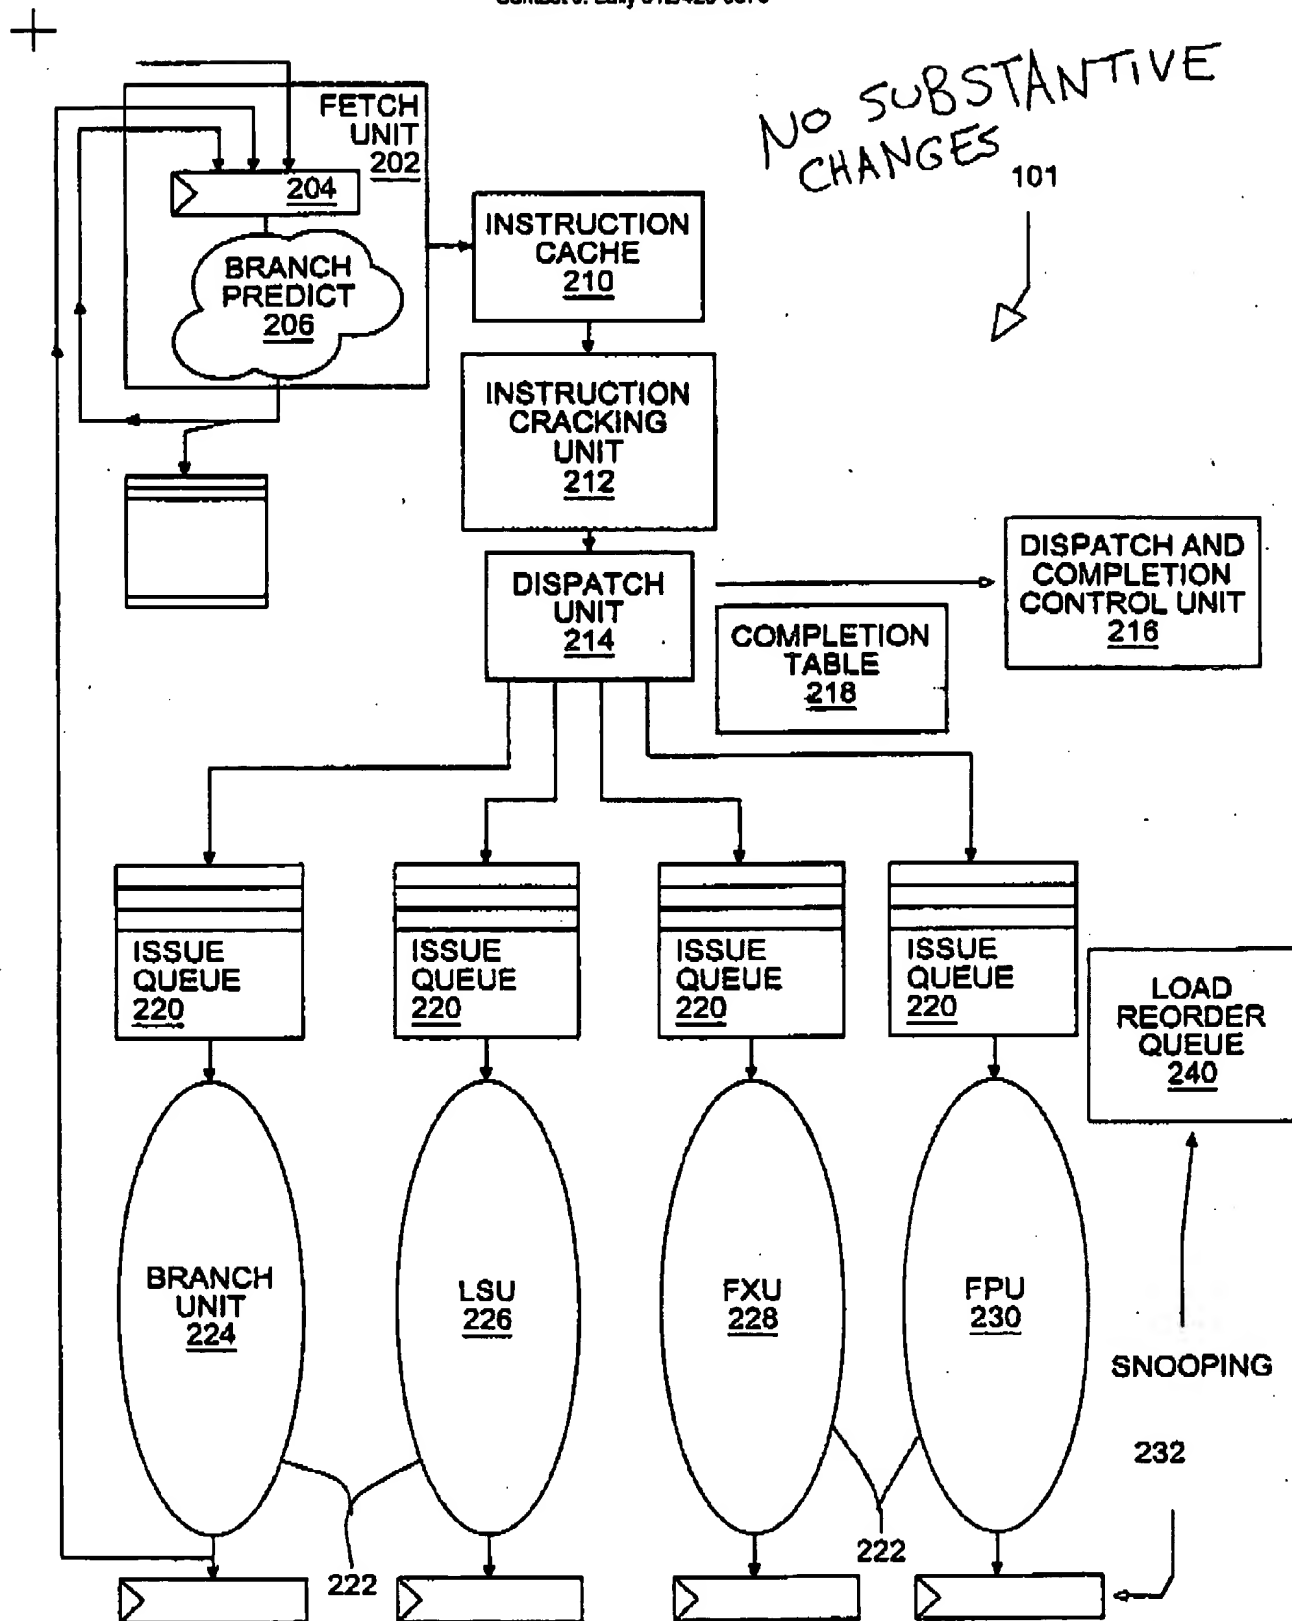 NO SUBSTANTIVE
CHANGES
101
FETCH
UNIT
202
204
BRANCH
PREDICT
206
INSTRUCTION
CACHE
210
INSTRUCTION
CRACKING
UNIT
212
DISPATCH
UNIT
214
DISPATCH AND
COMPLETION
CONTROL UNIT
216
COMPLETION
TABLE
218
ISSUE
QUEUE
220
ISSUE
QUEUE
220
ISSUE
QUEUE
220
ISSUE
QUEUE
220
LOAD
REORDER
QUEUE
240
BRANCH
UNIT
224
LSU
226
FXU
228
FPU
230
SNOOPING
232
222
222